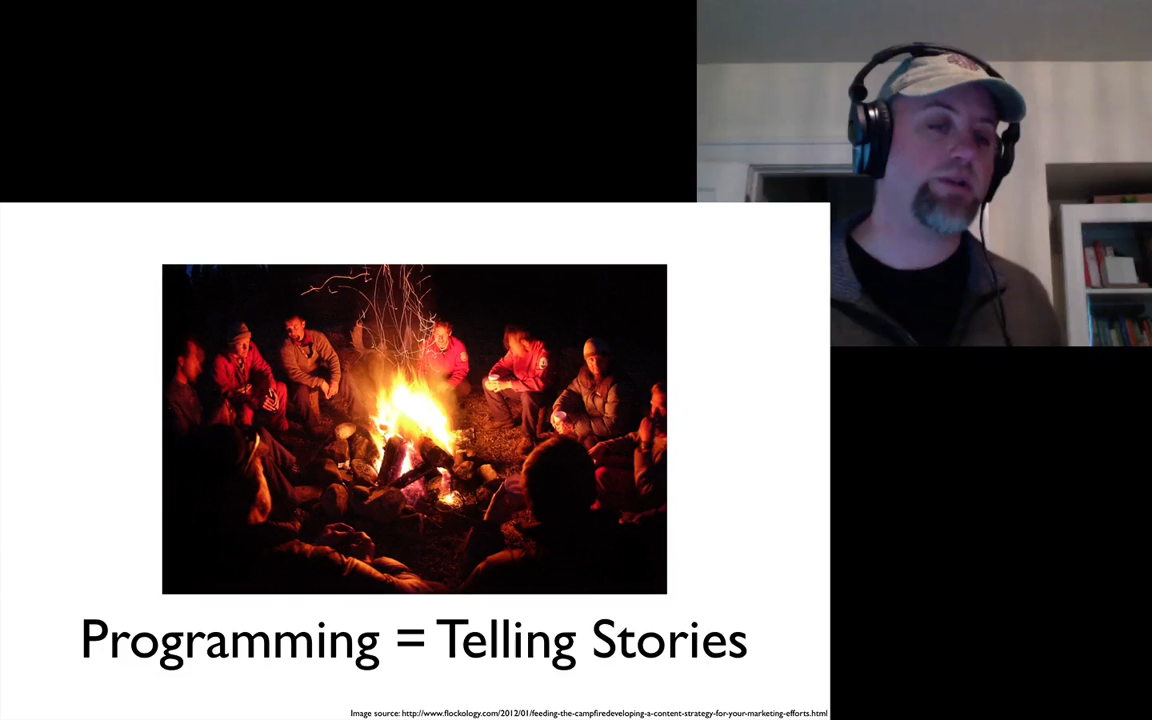 Programming = Telling Stories
Image source: http://www.flockology.com/2012/01/feeding-the-campfiredeveloping-a-content-strategy-for-your-marketing-efforts.html